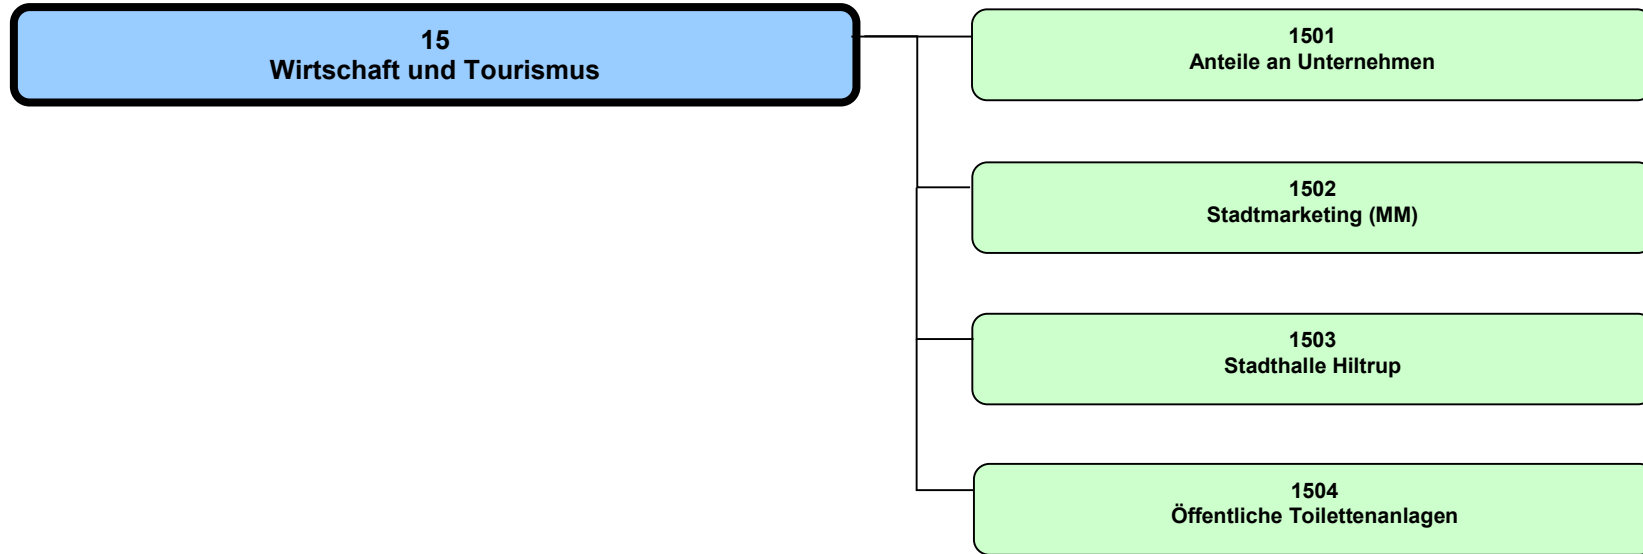 15
Wirtschaft und Tourismus
1501
Anteile an Unternehmen
1502
Stadtmarketing (MM)
1503
Stadthalle Hiltrup
1504
Öffentliche Toilettenanlagen